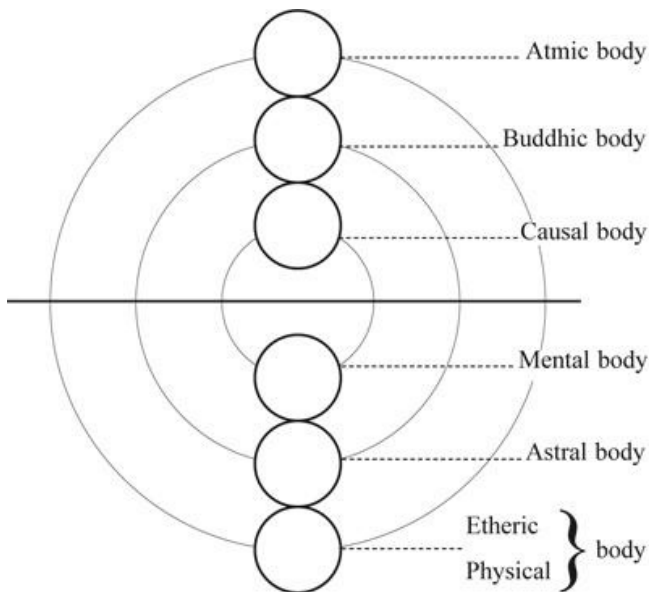 Atmic body
Buddhic body
Causal body
Mental body
Astral body
Etheric
Physical } body